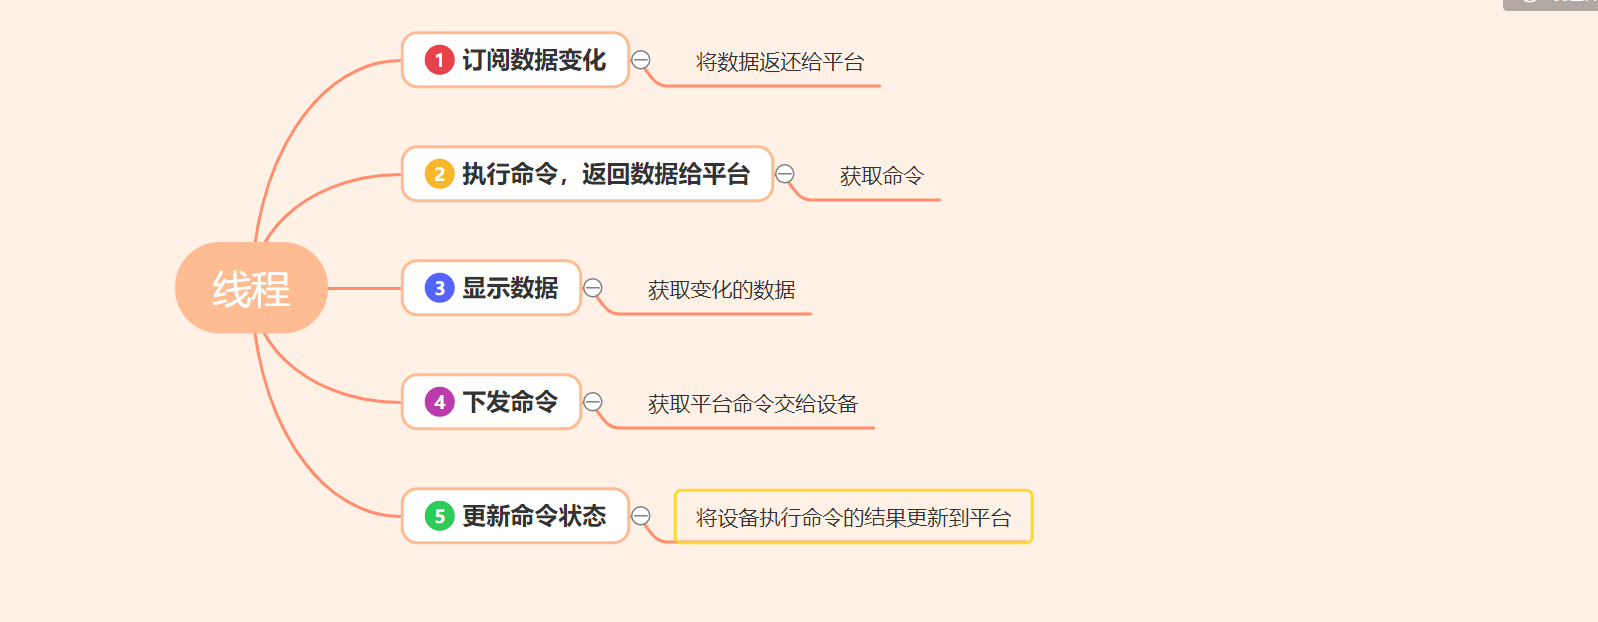 1 订阅数据变化
将数据返还给平台
2 执行命令，返回数据给平台
获取命令
线程
3 显示数据
获取变化的数据
4 下发命令
获取平台命令交给设备
5 更新命令状态
将设备执行命令的结果更新到平台